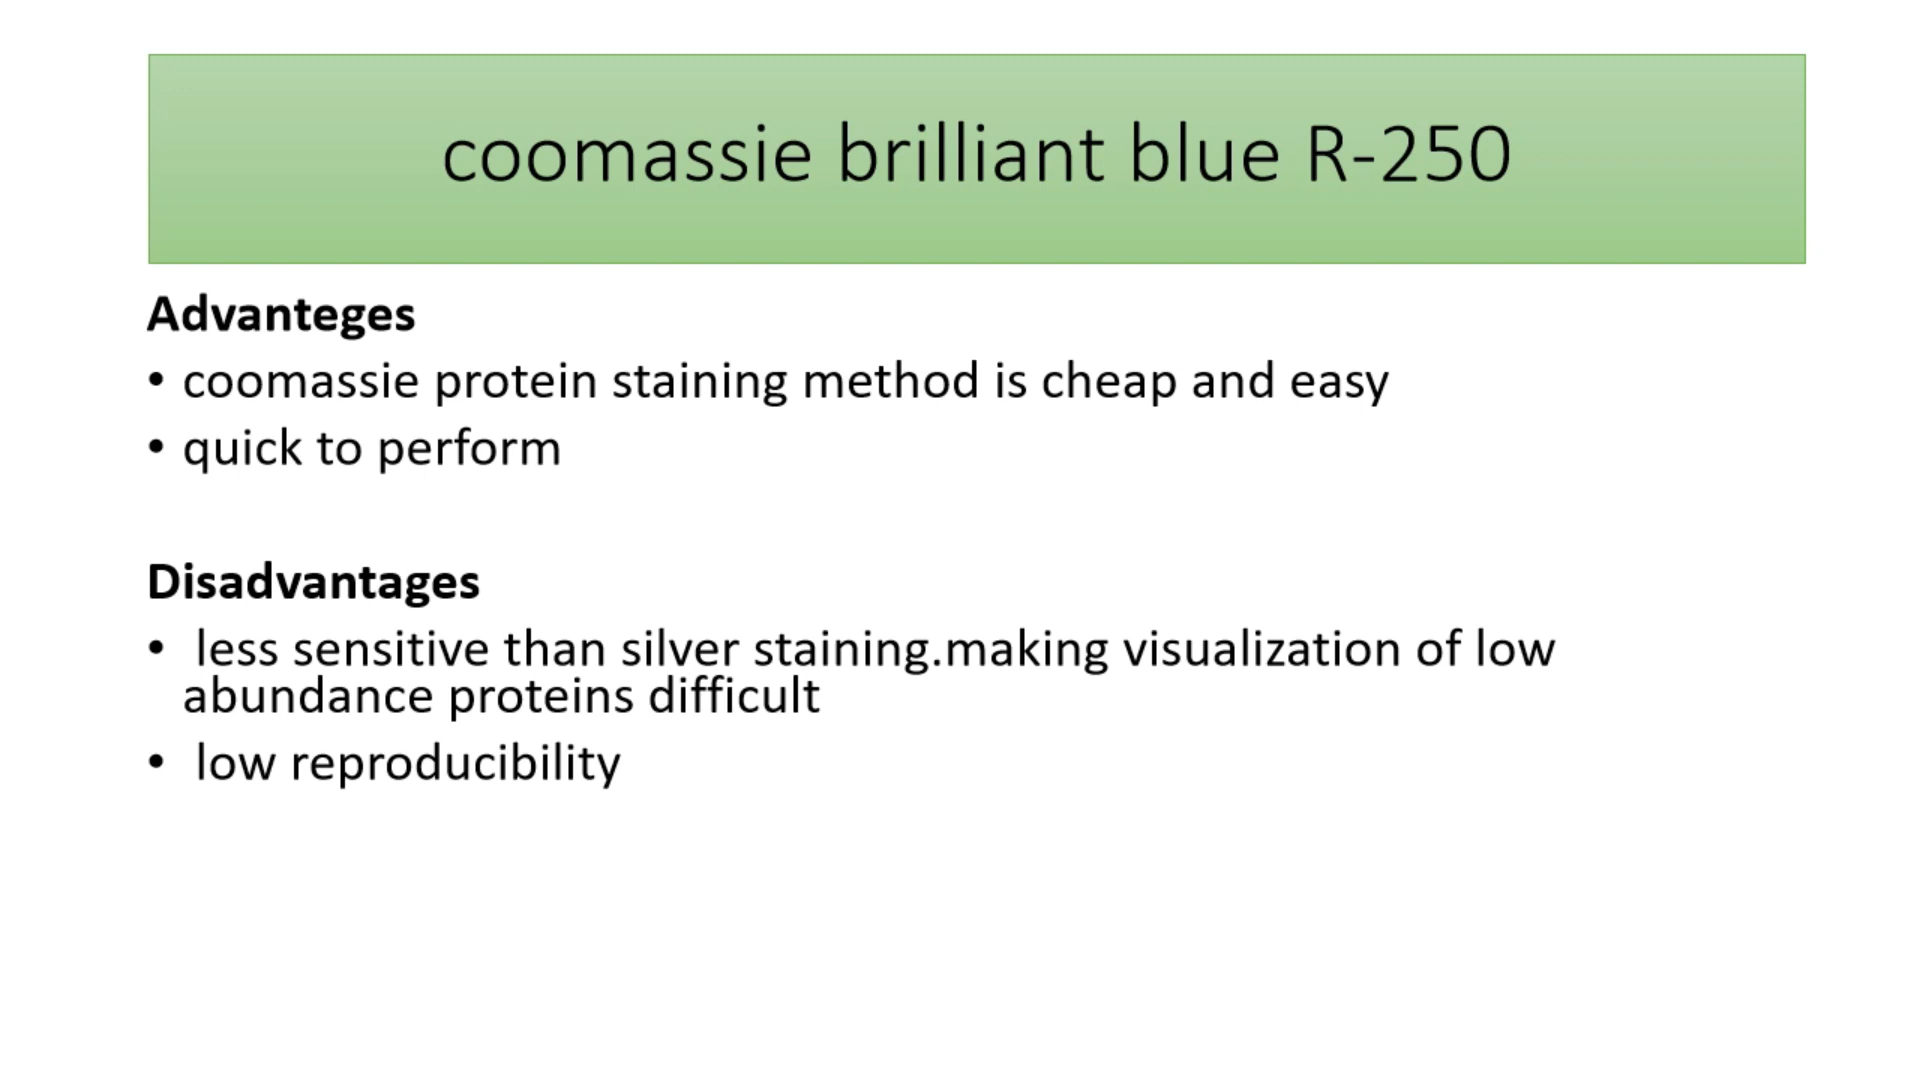 coomassie brilliant blue R-250
Advanteges
• coomassie protein staining method is cheap and easy
• quick to perform
Disadvantages
• less sensitive than silver staining.making visualization of low
abundance proteins difficult
• low reproducibility